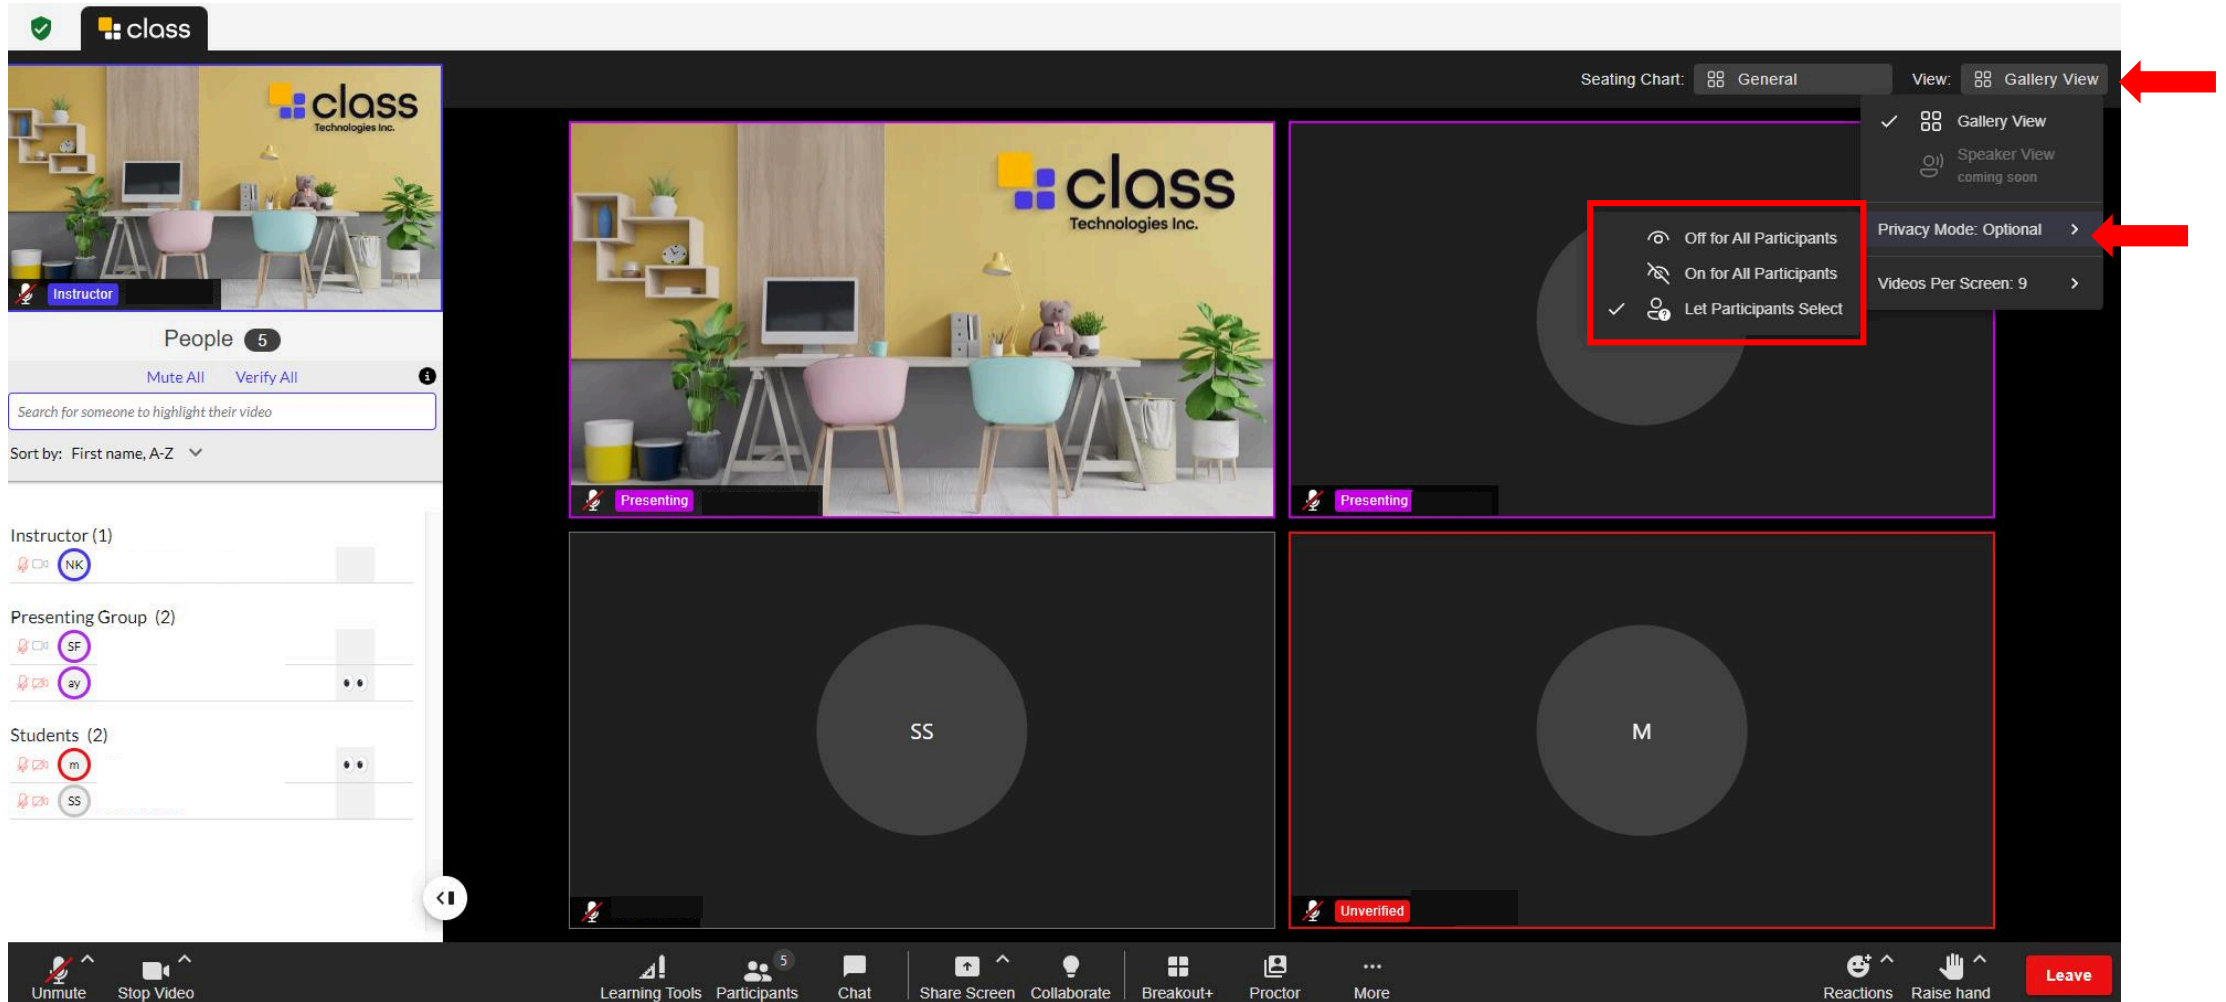 class
class
Technologies Inc.
Instructor
People 5
Mute All Verify All
Search for someone to highlight their video
Sort by: First name, A-Z
Instructor (1)
NK
Presenting Group (2)
SF
ay
Students (2)
m
SS
Seating Chart: General View: Gallery View
Gallery View
Speaker View
coming soon
Privacy Mode: Optional
Videos Per Screen: 9
Off for All Participants
On for All Participants
Let Participants Select
class
Technologies Inc.
Presenting
Presenting
SS
M
Unverified
Unmute Stop Video Learning Tools Participants 5 Chat Share Screen Collaborate Breakout+ Proctor More Reactions Raise hand Leave